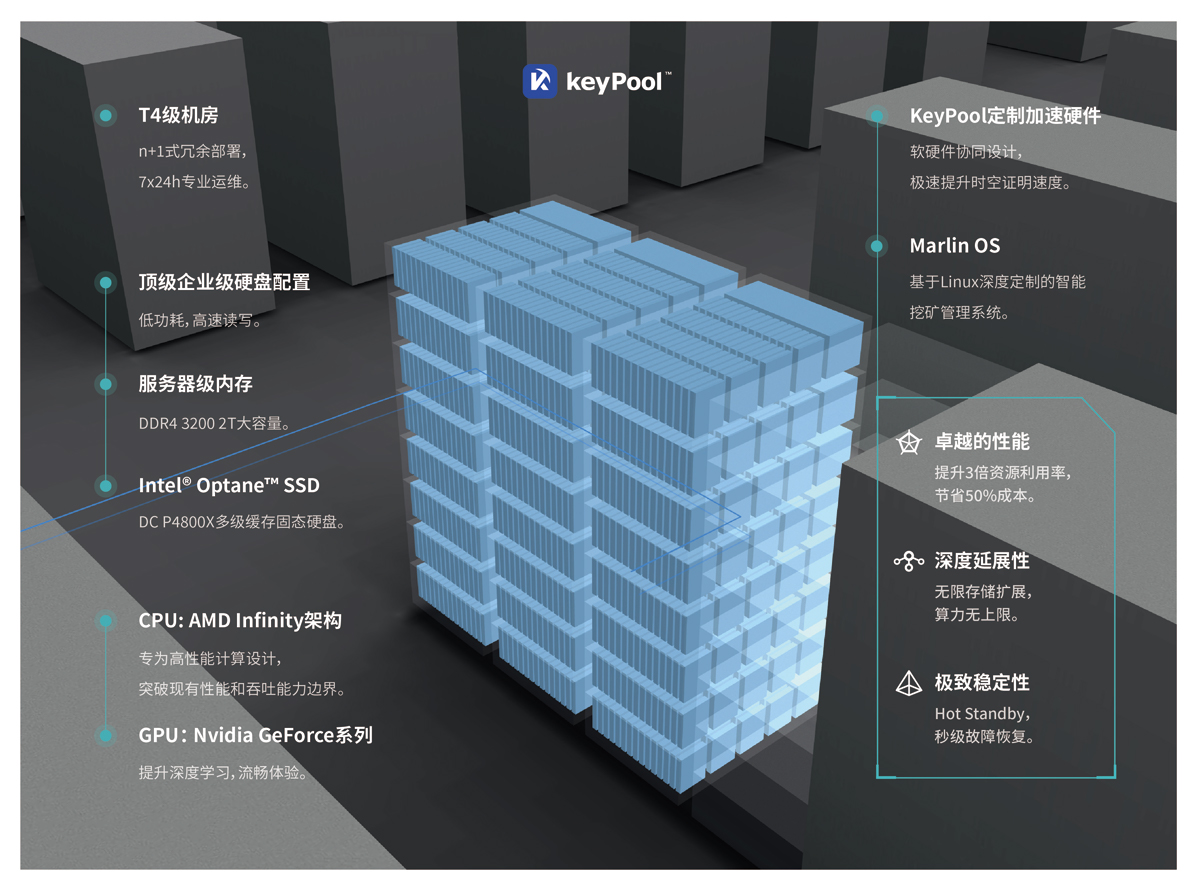 keyPool™
T4级机房
n+1式冗余部署，
7x24h专业运维。
顶级企业级硬盘配置
低功耗，高速读写。
服务器级内存
DDR4 3200 2T大容量。
Intel® Optane™ SSD
DC P4800X多级缓存固态硬盘。
CPU: AMD Infinity架构
专为高性能计算设计，
突破现有性能和吞吐能力边界。
GPU：Nvidia GeForce系列
提升深度学习，流畅体验。
KeyPool定制加速硬件
软硬件协同设计，
极速提升时空证明速度。
Marlin OS
基于Linux深度定制的智能
挖矿管理系统。
卓越的性能
提升3倍资源利用率，
节省50%成本。
深度延展性
无限存储扩展，
算力无上限。
极致稳定性
Hot Standby，
秒级故障恢复。